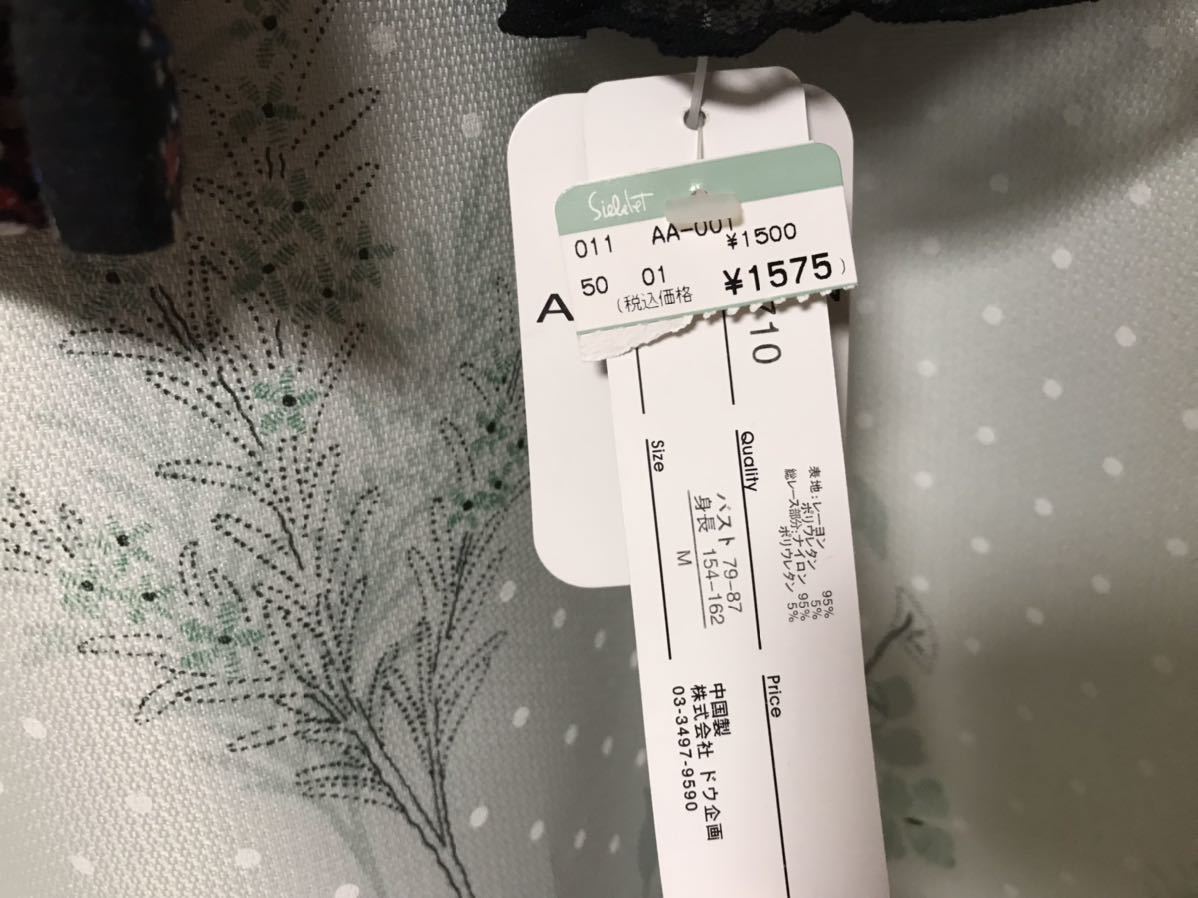 011 AA-001
¥1500
50 01
(税込価格 ¥1575)
A
710
Quality
表地:レーヨン 95%
ポリウレタン 5%
総レース部分:ナイロン 95%
ポリウレタン 5%
Size
バスト 79-87
身長 154-162
M
Price
中国製
株式会社 ドウ企画
03-3497-9590